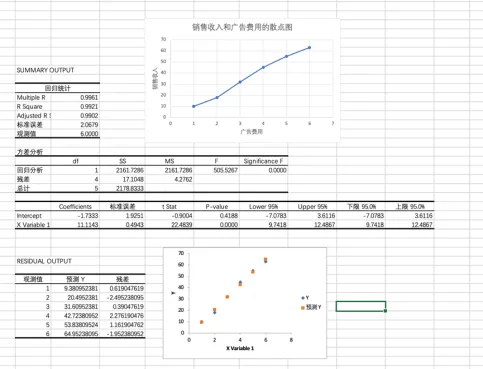 销售收入和广告费用的散点图
70
60
50
40
30
20
10
0
销售收入
0 1 2 3 4 5 6 7
广告费用
SUMMARY OUTPUT
回归统计
Multiple R 0.9961
R Square 0.9921
Adjusted R 0.9902
标准误差 2.0679
观测值 6.0000
方差分析
df SS MS F Significance F
回归分析 1 2161.7286 2161.7286 505.5267 0.0000
残差 4 17.1048 4.2762
总计 5 2178.8333
Coefficients 标准误差 t Stat P-value Lower 95% Upper 95% 下限 95.0% 上限 95.0%
Intercept -1.7333 1.9251 -0.9004 0.4188 -7.0783 3.6116 -7.0783 3.6116
X Variable 1 11.1143 0.4943 22.4839 0.0000 9.7418 12.4867 9.7418 12.4867
RESIDUAL OUTPUT
观测值 预测 Y 残差
1 9.380952381 0.619047619
2 20.4952381 -2.495238095
3 31.60952381 0.39047619
4 42.72380952 2.276190476
5 53.83809524 1.161904762
6 64.95238095 -1.952380952
70
60
50
40
30
20
10
0
Y
0 2 4 6 8
X Variable 1
Y
预测 Y